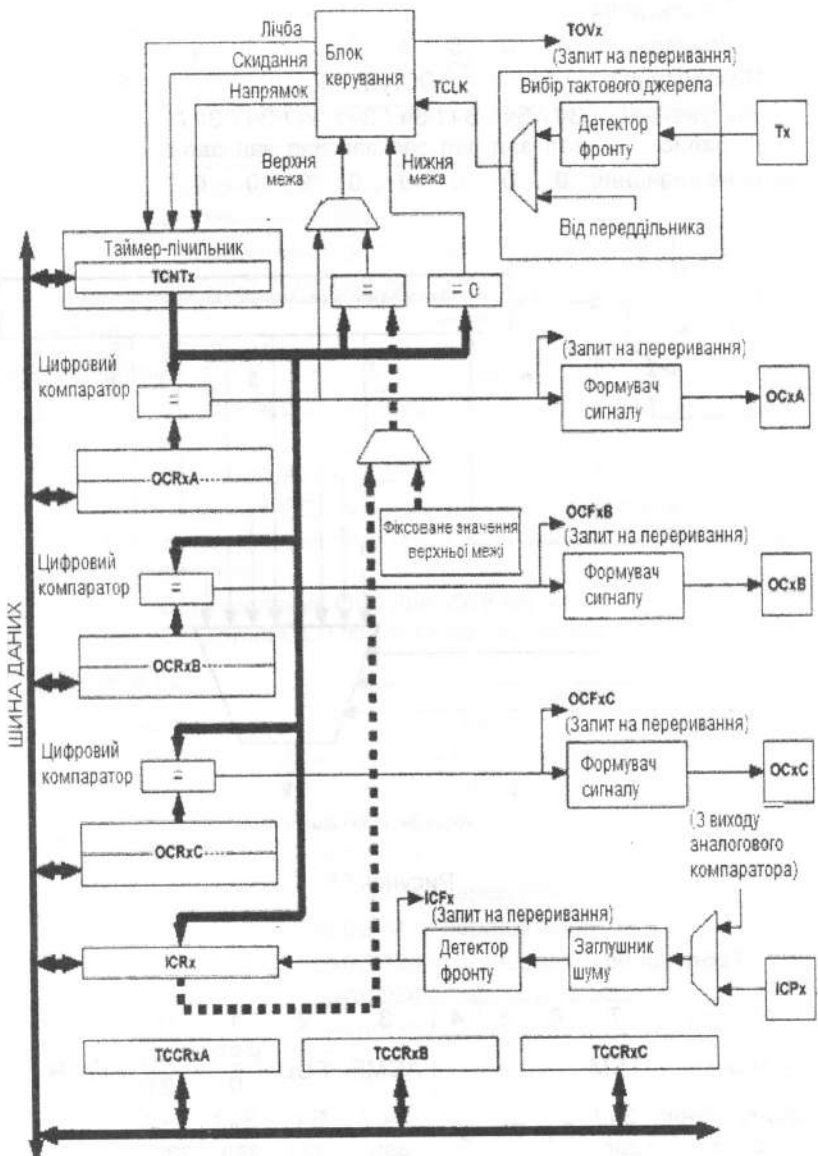 Лічба
Скидання
Напрямок
Блок
керування
TOVx
(Запит на переривання)
TCLK
Вибір тактового джерела
Детектор
фронту
Tx
Від переддільника
Верхня
межа
Нижня
межа
Таймер-лічильник
TCNTx
=
= 0
Цифровий
компаратор
=
(Запит на переривання)
Формувач
сигналу
OCxA
OCRxA
Фіксоване значення
верхньої межі
OCFxB
(Запит на переривання)
Цифровий
компаратор
=
Формувач
сигналу
OCxB
OCRxB
ШИНА ДАНИХ
OCFxC
(Запит на переривання)
Цифровий
компаратор
=
Формувач
сигналу
OCxC
OCRxC
(З виходу
аналогового
компаратора)
ICFx
(Запит на переривання)
ICRx
Детектор
фронту
Заглушник
шуму
ICPx
TCCRxA
TCCRxB
TCCRxC